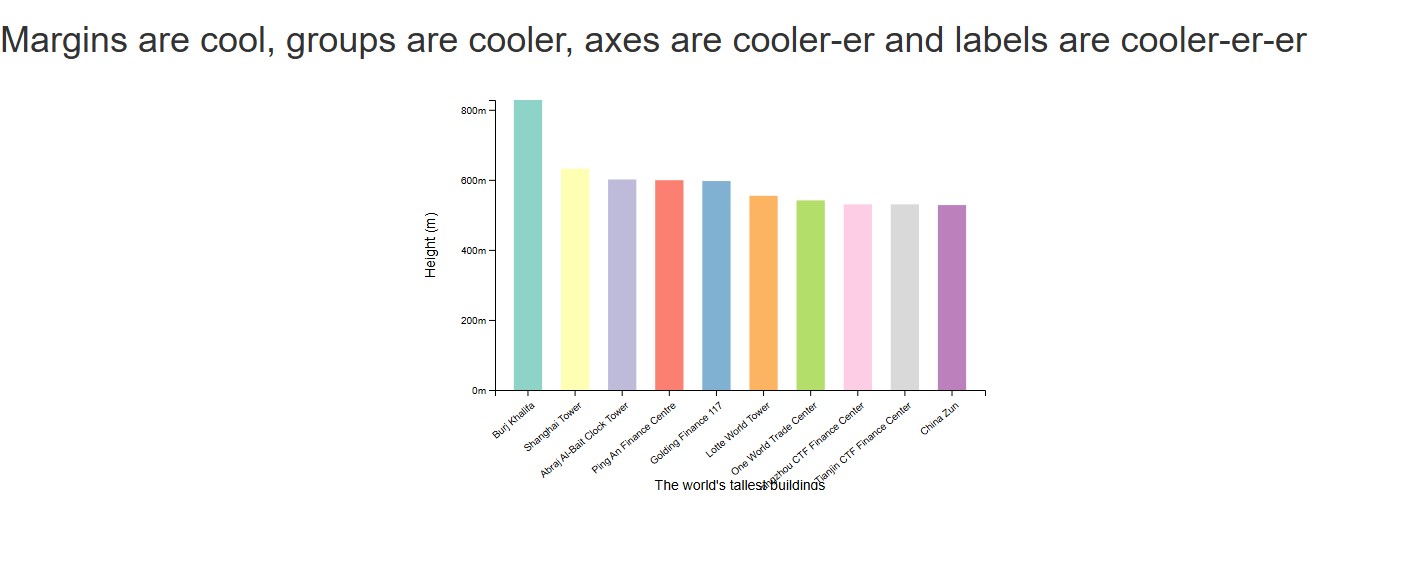 Margins are cool, groups are cooler, axes are cooler-er and labels are cooler-er-er
800m
600m
400m
200m
0m
Height (m)
Burj Khalifa
Shanghai Tower
Abraj Al-Bait Clock Tower
Ping An Finance Centre
Golding Finance 117
Lotte World Tower
One World Trade Center
CTF Finance Center
Tianjin CTF Finance Center
China Zun
The world's tallest buildings